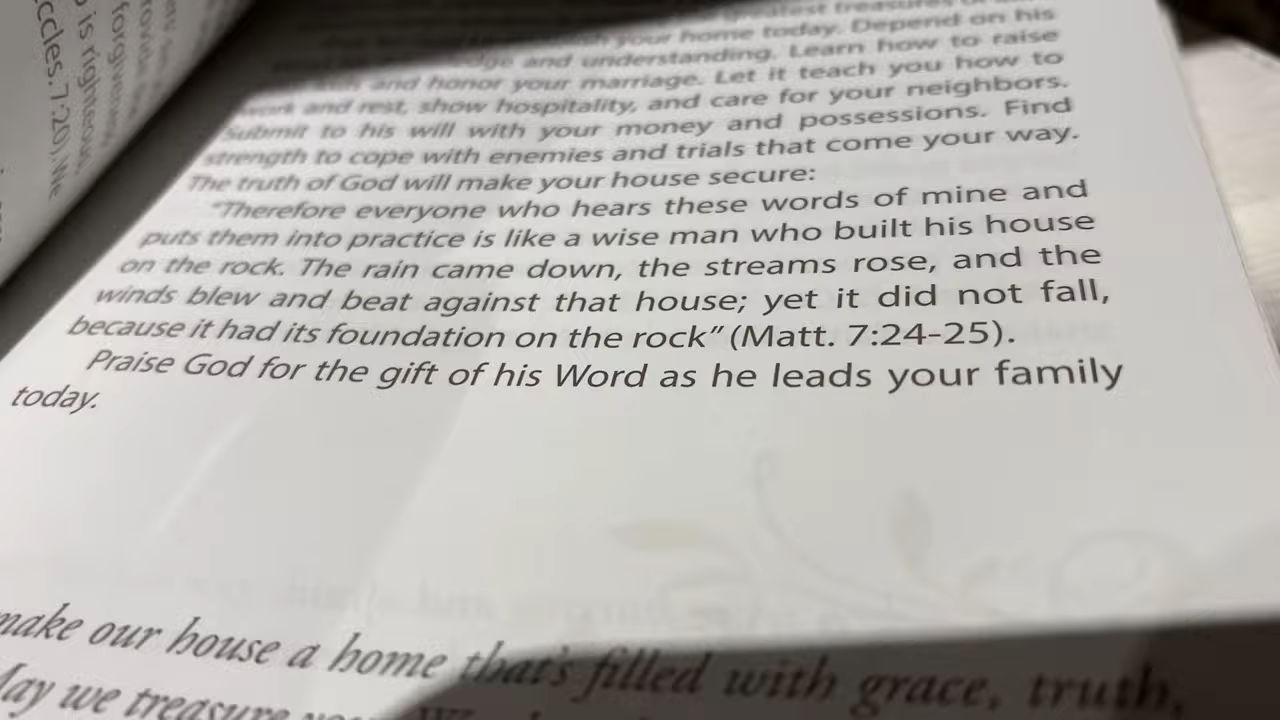 greatest treasures
your home today. Depend on his
and understanding. Learn how to raise
and honor your marriage. Let it teach you how to
work and rest, show hospitality, and care for your neighbors.
Submit to his will with your money and possessions. Find
strength to cope with enemies and trials that come your way.
The truth of God will make your house secure:
"Therefore everyone who hears these words of mine and
puts them into practice is like a wise man who built his house
on the rock. The rain came down, the streams rose, and the
winds blew and beat against that house; yet it did not fall,
because it had its foundation on the rock" (Matt. 7:24-25).
Praise God for the gift of his Word as he leads your family
today.
make our house a home that's filled with grace, truth,
May we treasure
is righteous,
forgiveness
Eccles. 7:20). We